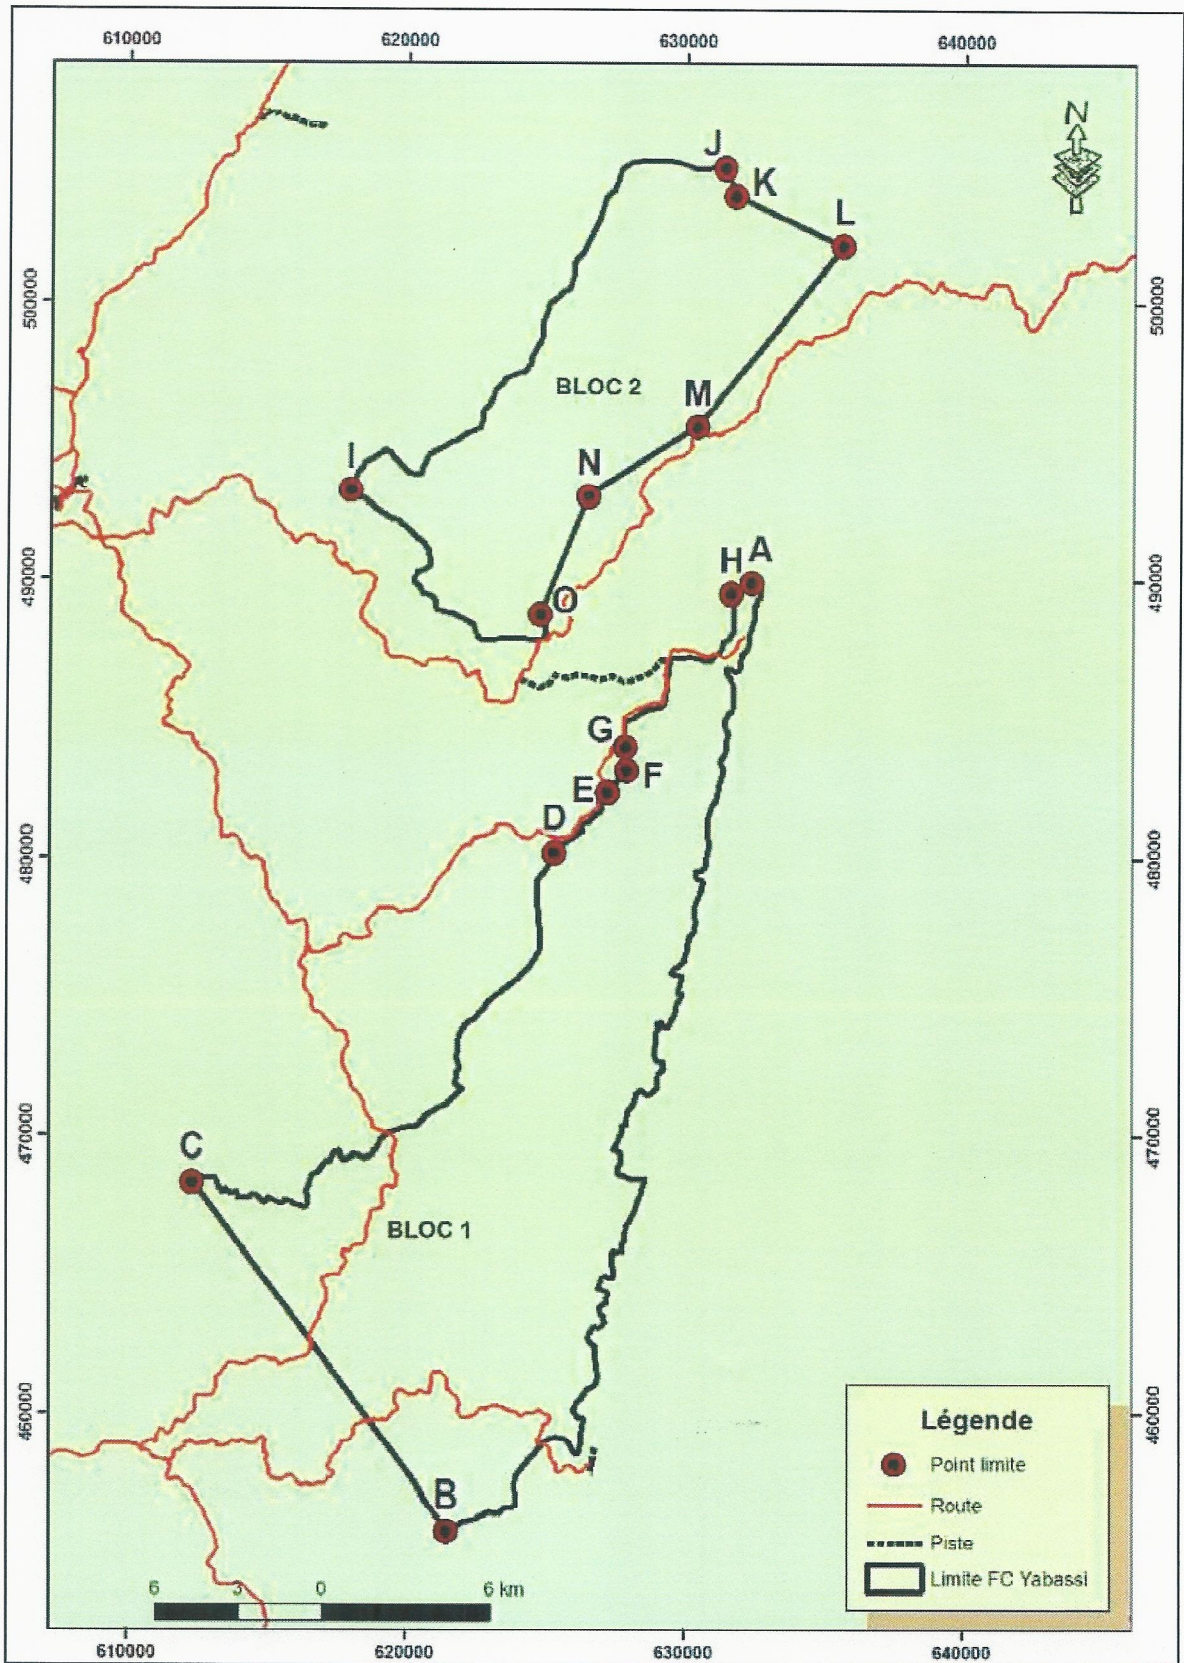 610000 620000 630000 640000
N
J
K
L
500000 500000
BLOC 2
M
I
N
H A
490000 490000
O
G
F
E
D
480000 480000
470000 470000
C
BLOC 1
460000 460000
B
Légende
Point limite
Route
Piste
Limite FC Yabassi
6 3 0 6 km
610000 620000 630000 640000